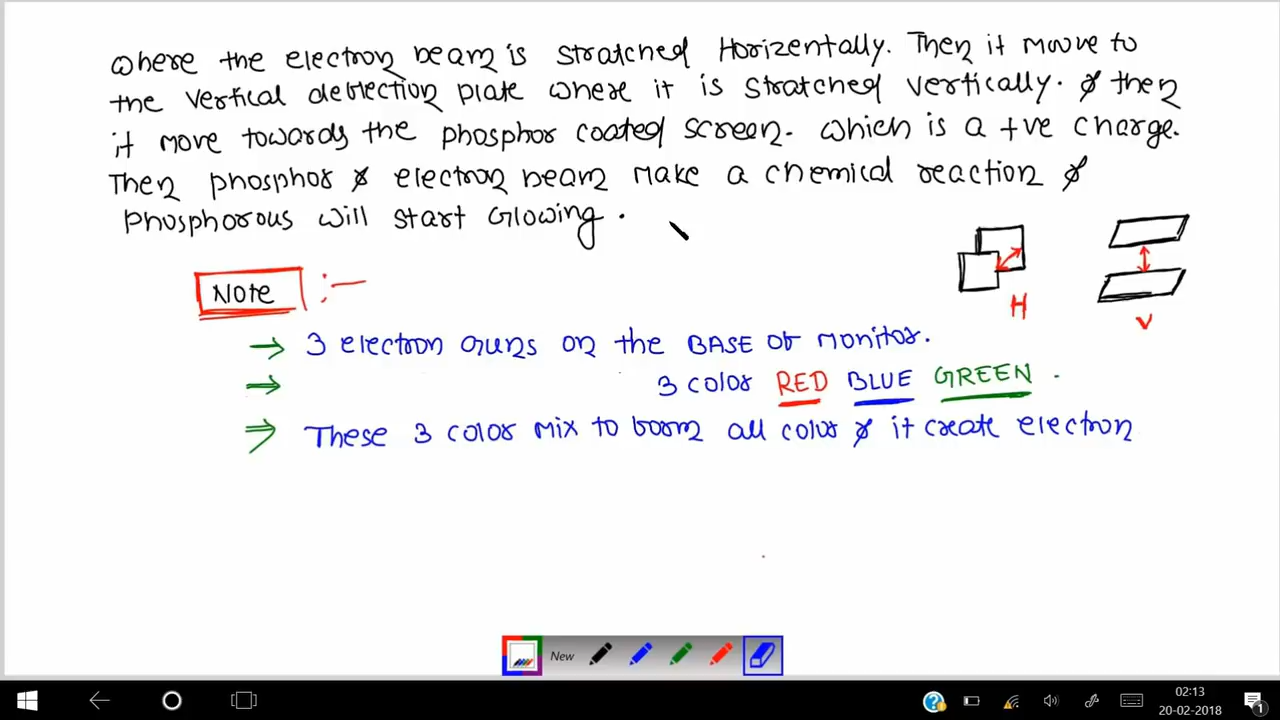 where the electron beam is stratched Horizentally. Then it moove to
the vertical deflection plate where it is stratched vertically. & then
it move towards the phosphor coated screen. which is a +ve charge.
Then phosphor & electron beam make a chemical reaction &
Phosphorous will start Glowing.
Note :-
H
V
→ 3 electron guns on the BASE of monitor.
→ 3 color RED BLUE GREEN.
⇒ These 3 color mix to form all color & it create electron
New
02:13
20-02-2018
1